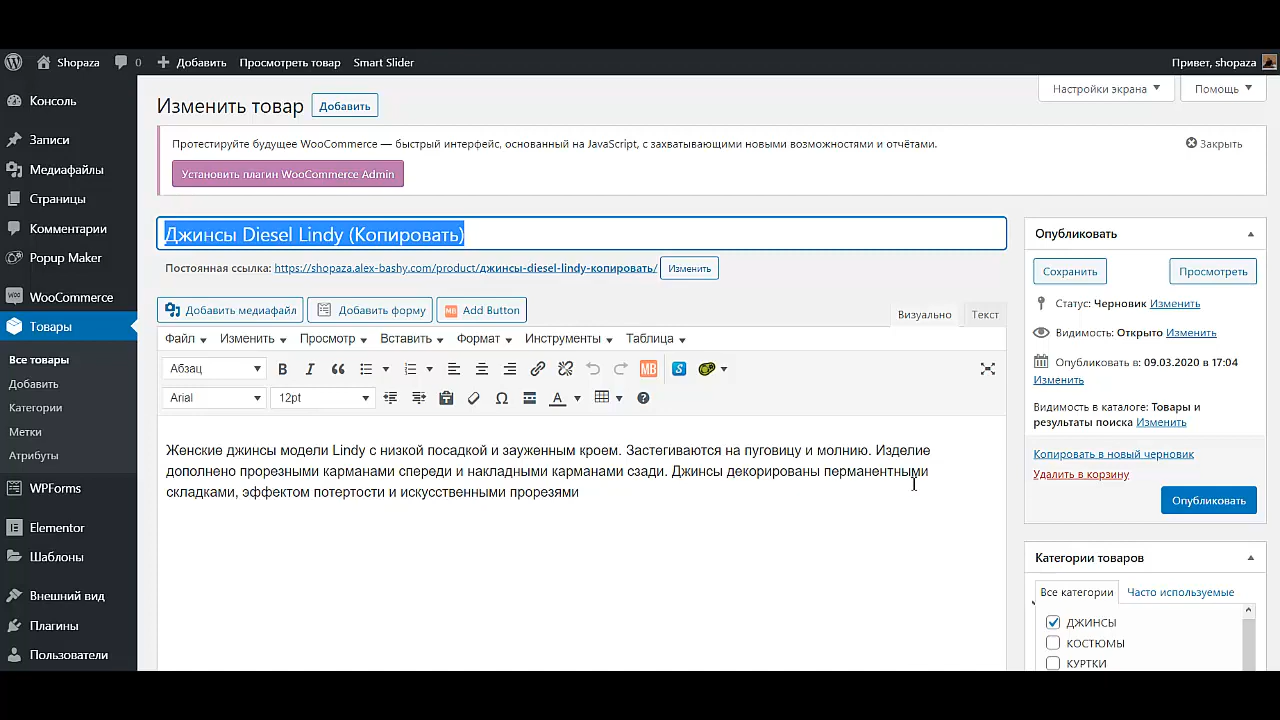 Shopaza 0 Добавить Просмотреть товар Smart Slider Привет, shopaza
Консоль
Записи
Медиафайлы
Страницы
Комментарии
Popup Maker
WooCommerce
Товары
Все товары
Добавить
Категории
Метки
Атрибуты
WPForms
Elementor
Шаблоны
Внешний вид
Плагины
Пользователи
Настройки экрана Помощь
Изменить товар Добавить
Протестируйте будущее WooCommerce — быстрый интерфейс, основанный на JavaScript, с захватывающими новыми возможностями и отчётами. Закрыть
Установить плагин WooCommerce Admin
Джинсы Diesel Lindy (Копировать)
Постоянная ссылка: https://shopaza.alex-bashy.com/product/джинсы-diesel-lindy-копировать/ Изменить
Добавить медиафайл Добавить форму MB Add Button Визуально Текст
Файл Изменить Просмотр Вставить Формат Инструменты Таблица
Абзац B I MB S
Arial 12pt A
Женские джинсы модели Lindy с низкой посадкой и зауженным кроем. Застегиваются на пуговицу и молнию. Изделие
дополнено прорезными карманами спереди и накладными карманами сзади. Джинсы декорированы перманентными
складками, эффектом потертости и искусственными прорезями
Опубликовать
Сохранить Просмотреть
Статус: Черновик Изменить
Видимость: Открыто Изменить
Опубликовать в: 09.03.2020 в 17:04
Изменить
Видимость в каталоге: Товары и
результаты поиска Изменить
Копировать в новый черновик
Удалить в корзину
Опубликовать
Категории товаров
Все категории Часто используемые
ДЖИНСЫ
КОСТЮМЫ
КУРТКИ